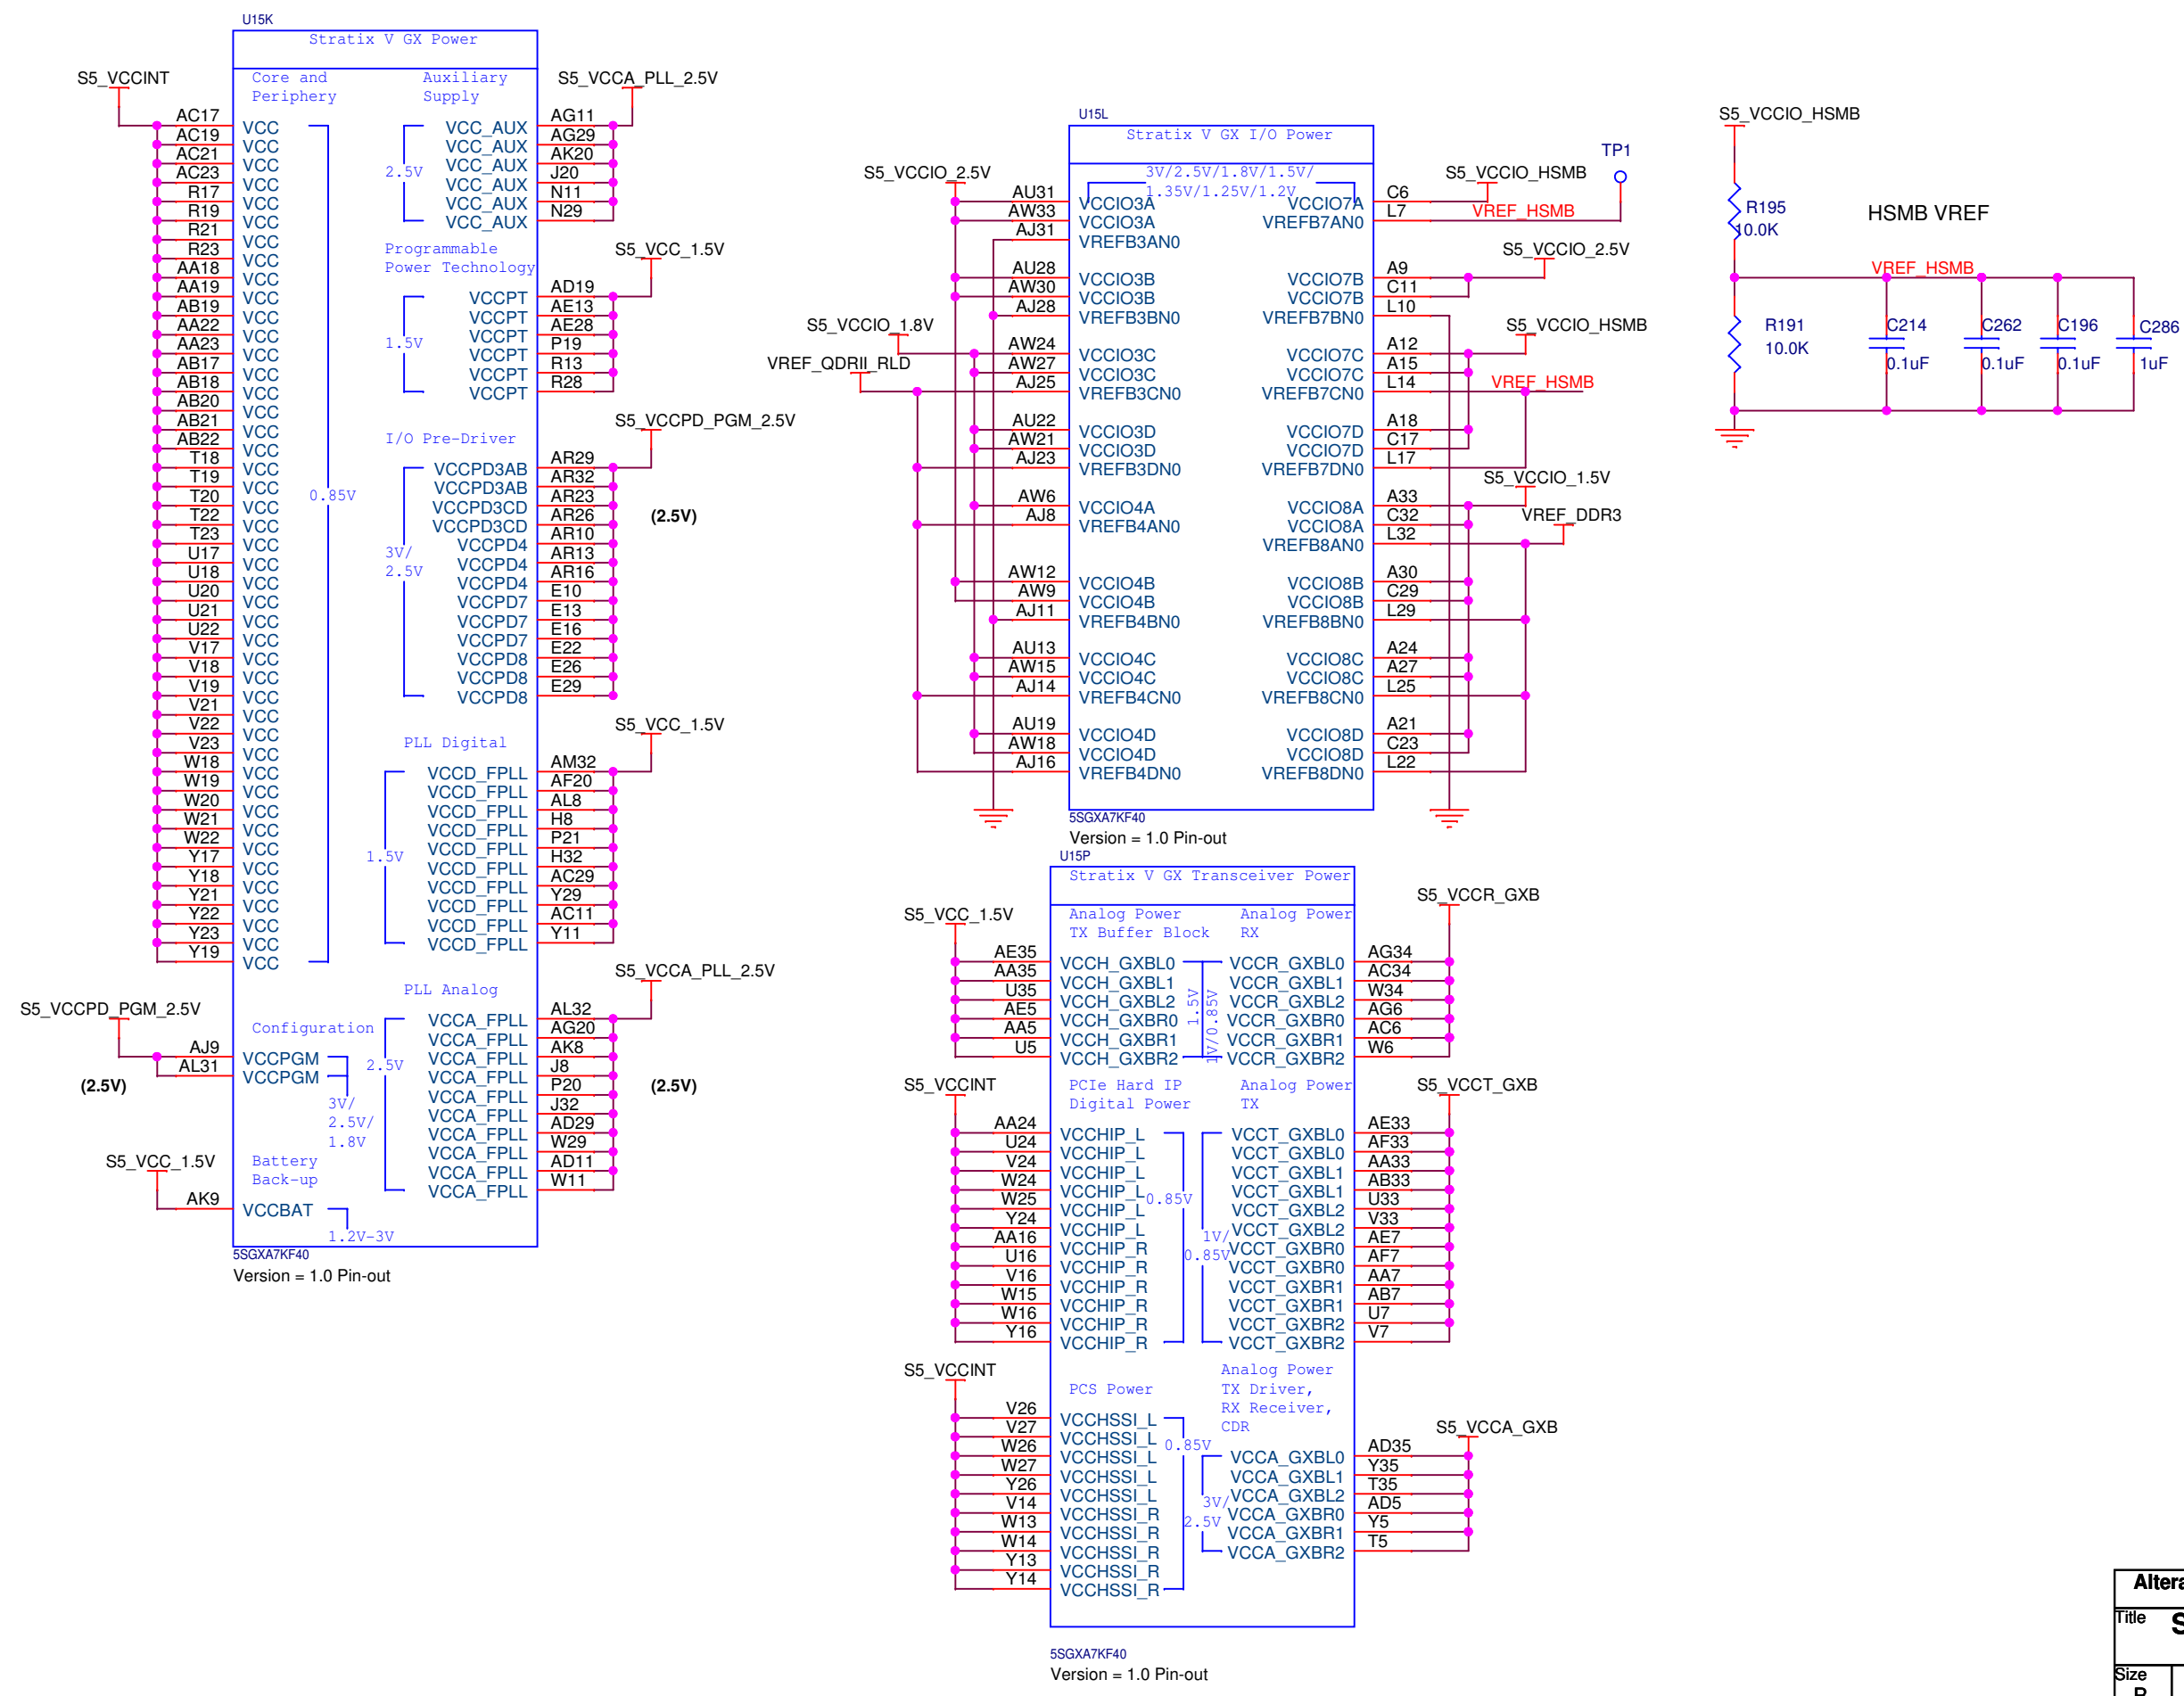 U15K
Stratix V GX Power
S5_VCCINT
Core and
Periphery
Auxiliary
Supply
S5_VCCA_PLL_2.5V
AC17 VCC
AC19 VCC
AC21 VCC
AC23 VCC
R17 VCC
R19 VCC
R21 VCC
R23 VCC
AA18 VCC
AA19 VCC
AB19 VCC
AA22 VCC
AA23 VCC
AB17 VCC
AB18 VCC
AB20 VCC
AB21 VCC
AB22 VCC
T18 VCC
T19 VCC
T20 VCC
T22 VCC
T23 VCC
U17 VCC
U18 VCC
U20 VCC
U21 VCC
U22 VCC
V17 VCC
V18 VCC
V19 VCC
V21 VCC
V22 VCC
V23 VCC
W18 VCC
W19 VCC
W20 VCC
W21 VCC
W22 VCC
Y17 VCC
Y18 VCC
Y21 VCC
Y22 VCC
Y23 VCC
Y19 VCC
0.85V
VCC_AUX AG11
VCC_AUX AG29
VCC_AUX AK20
VCC_AUX J20
VCC_AUX N11
VCC_AUX N29
2.5V
Programmable
Power Technology
S5_VCC_1.5V
VCCPT AD19
VCCPT AE13
VCCPT AE28
VCCPT P19
VCCPT R13
VCCPT R28
1.5V
I/O Pre-Driver
S5_VCCPD_PGM_2.5V
VCCPD3AB AR29
VCCPD3AB AR32
VCCPD3CD AR23
VCCPD3CD AR26
VCCPD4 AR10
VCCPD4 AR13
VCCPD4 AR16
VCCPD7 E10
VCCPD7 E13
VCCPD7 E16
VCCPD8 E22
VCCPD8 E26
VCCPD8 E29
3V/
2.5V
(2.5V)
PLL Digital
S5_VCC_1.5V
VCCD_FPLL AM32
VCCD_FPLL AF20
VCCD_FPLL AL8
VCCD_FPLL H8
VCCD_FPLL P21
VCCD_FPLL H32
VCCD_FPLL AC29
VCCD_FPLL Y29
VCCD_FPLL AC11
VCCD_FPLL Y11
1.5V
PLL Analog
S5_VCCA_PLL_2.5V
VCCA_FPLL AL32
VCCA_FPLL AG20
VCCA_FPLL AK8
VCCA_FPLL J8
VCCA_FPLL P20
VCCA_FPLL J32
VCCA_FPLL AD29
VCCA_FPLL W29
VCCA_FPLL AD11
VCCA_FPLL W11
2.5V
(2.5V)
S5_VCCPD_PGM_2.5V
Configuration
AJ9 VCCPGM
AL31 VCCPGM
(2.5V)
3V/
2.5V/
1.8V
S5_VCC_1.5V
Battery
Back-up
AK9 VCCBAT
1.2V-3V
5SGXA7KF40
Version = 1.0 Pin-out
U15L
Stratix V GX I/O Power
3V/2.5V/1.8V/1.5V/
1.35V/1.25V/1.2V
S5_VCCIO_2.5V
S5_VCCIO_1.8V
VREF_QDRII_RLD
AU31 VCCIO3A
AW33 VCCIO3A
AJ31 VREFB3AN0
AU28 VCCIO3B
AW30 VCCIO3B
AJ28 VREFB3BN0
AW24 VCCIO3C
AW27 VCCIO3C
AJ25 VREFB3CN0
AU22 VCCIO3D
AW21 VCCIO3D
AJ23 VREFB3DN0
AW6 VCCIO4A
AJ8 VREFB4AN0
AW12 VCCIO4B
AW9 VCCIO4B
AJ11 VREFB4BN0
AU13 VCCIO4C
AW15 VCCIO4C
AJ14 VREFB4CN0
AU19 VCCIO4D
AW18 VCCIO4D
AJ16 VREFB4DN0
S5_VCCIO_HSMB
TP1
VCCIO7A C6
VREFB7AN0 L7 VREF_HSMB
S5_VCCIO_2.5V
VCCIO7B A9
VCCIO7B C11
VREFB7BN0 L10
S5_VCCIO_HSMB
VCCIO7C A12
VCCIO7C A15
VREFB7CN0 L14 VREF_HSMB
VCCIO7D A18
VCCIO7D C17
VREFB7DN0 L17
S5_VCCIO_1.5V
VCCIO8A A33
VCCIO8A C32
VREF_DDR3
VREFB8AN0 L32
VCCIO8B A30
VCCIO8B C29
VREFB8BN0 L29
VCCIO8C A24
VCCIO8C A27
VREFB8CN0 L25
VCCIO8D A21
VCCIO8D C23
VREFB8DN0 L22
5SGXA7KF40
Version = 1.0 Pin-out
S5_VCCIO_HSMB
R195
10.0K
HSMB VREF
VREF_HSMB
R191
10.0K
C214
0.1uF
C262
0.1uF
C196
0.1uF
C286
1uF
U15P
Stratix V GX Transceiver Power
S5_VCC_1.5V
Analog Power
TX Buffer Block
Analog Power
RX
S5_VCCR_GXB
AE35 VCCH_GXBL0
AA35 VCCH_GXBL1
U35 VCCH_GXBL2
AE5 VCCH_GXBR0
AA5 VCCH_GXBR1
U5 VCCH_GXBR2
1.5V
1V/0.85V
VCCR_GXBL0 AG34
VCCR_GXBL1 AC34
VCCR_GXBL2 W34
VCCR_GXBR0 AG6
VCCR_GXBR1 AC6
VCCR_GXBR2 W6
S5_VCCINT
PCIe Hard IP
Digital Power
Analog Power
TX
S5_VCCT_GXB
AA24 VCCHIP_L
U24 VCCHIP_L
V24 VCCHIP_L
W24 VCCHIP_L
W25 VCCHIP_L
Y24 VCCHIP_L
AA16 VCCHIP_R
U16 VCCHIP_R
V16 VCCHIP_R
W15 VCCHIP_R
W16 VCCHIP_R
Y16 VCCHIP_R
0.85V
1V/
0.85V
VCCT_GXBL0 AE33
VCCT_GXBL0 AF33
VCCT_GXBL1 AA33
VCCT_GXBL1 AB33
VCCT_GXBL2 U33
VCCT_GXBL2 V33
VCCT_GXBR0 AE7
VCCT_GXBR0 AF7
VCCT_GXBR1 AA7
VCCT_GXBR1 AB7
VCCT_GXBR2 U7
VCCT_GXBR2 V7
S5_VCCINT
PCS Power
Analog Power
TX Driver,
RX Receiver,
CDR
S5_VCCA_GXB
V26 VCCHSSI_L
V27 VCCHSSI_L
W26 VCCHSSI_L
W27 VCCHSSI_L
Y26 VCCHSSI_L
V14 VCCHSSI_R
W13 VCCHSSI_R
W14 VCCHSSI_R
Y13 VCCHSSI_R
Y14 VCCHSSI_R
0.85V
3V/
2.5V
VCCA_GXBL0 AD35
VCCA_GXBL1 Y35
VCCA_GXBL2 T35
VCCA_GXBR0 AD5
VCCA_GXBR1 Y5
VCCA_GXBR2 T5
5SGXA7KF40
Version = 1.0 Pin-out
Title
Size